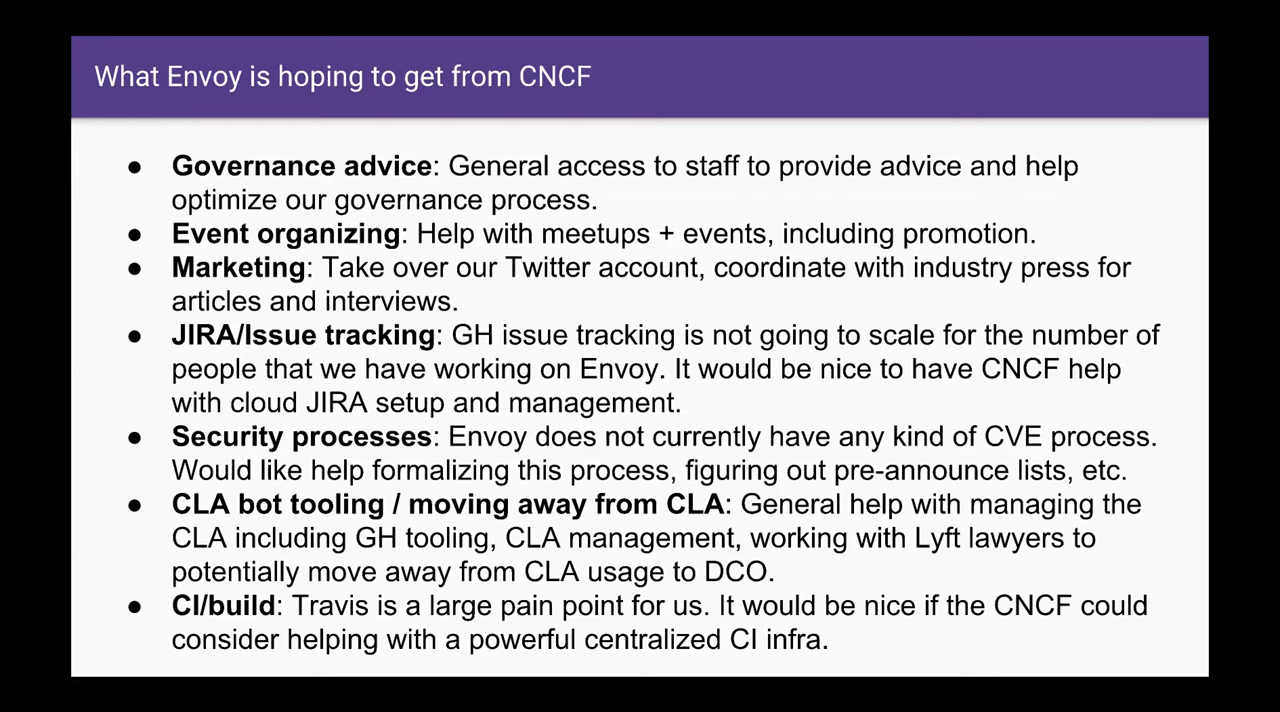 What Envoy is hoping to get from CNCF
● Governance advice: General access to staff to provide advice and help
optimize our governance process.
● Event organizing: Help with meetups + events, including promotion.
● Marketing: Take over our Twitter account, coordinate with industry press for
articles and interviews.
● JIRA/Issue tracking: GH issue tracking is not going to scale for the number of
people that we have working on Envoy. It would be nice to have CNCF help
with cloud JIRA setup and management.
● Security processes: Envoy does not currently have any kind of CVE process.
Would like help formalizing this process, figuring out pre-announce lists, etc.
● CLA bot tooling / moving away from CLA: General help with managing the
CLA including GH tooling, CLA management, working with Lyft lawyers to
potentially move away from CLA usage to DCO.
● CI/build: Travis is a large pain point for us. It would be nice if the CNCF could
consider helping with a powerful centralized CI infra.